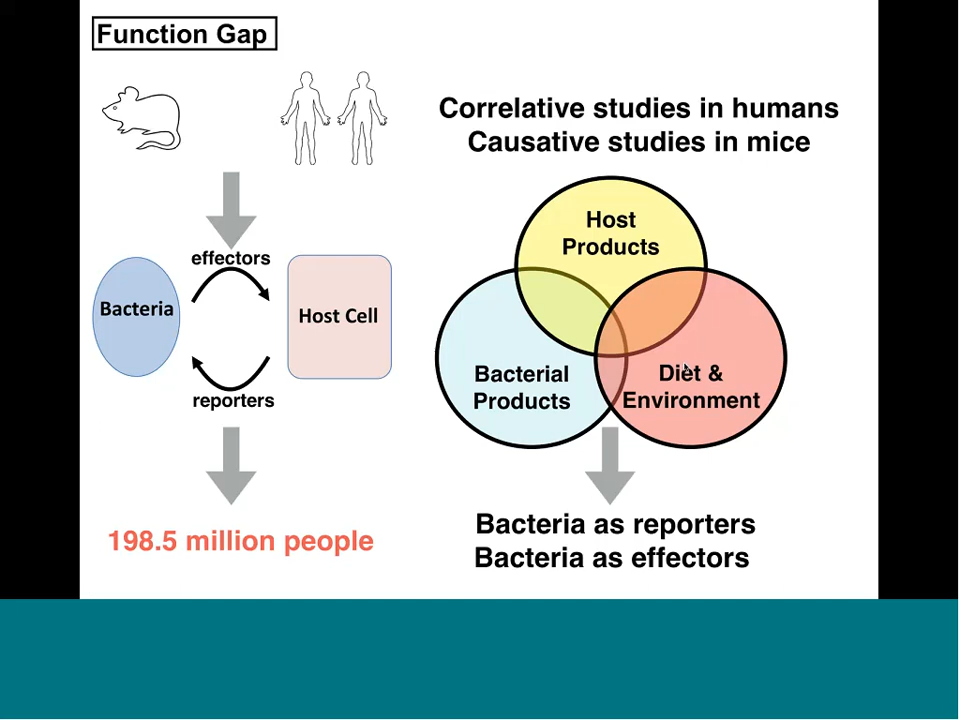 Function Gap
effectors
Bacteria
Host Cell
reporters
198.5 million people
Correlative studies in humans
Causative studies in mice
Host
Products
Bacterial
Products
Diet &
Environment
Bacteria as reporters
Bacteria as effectors